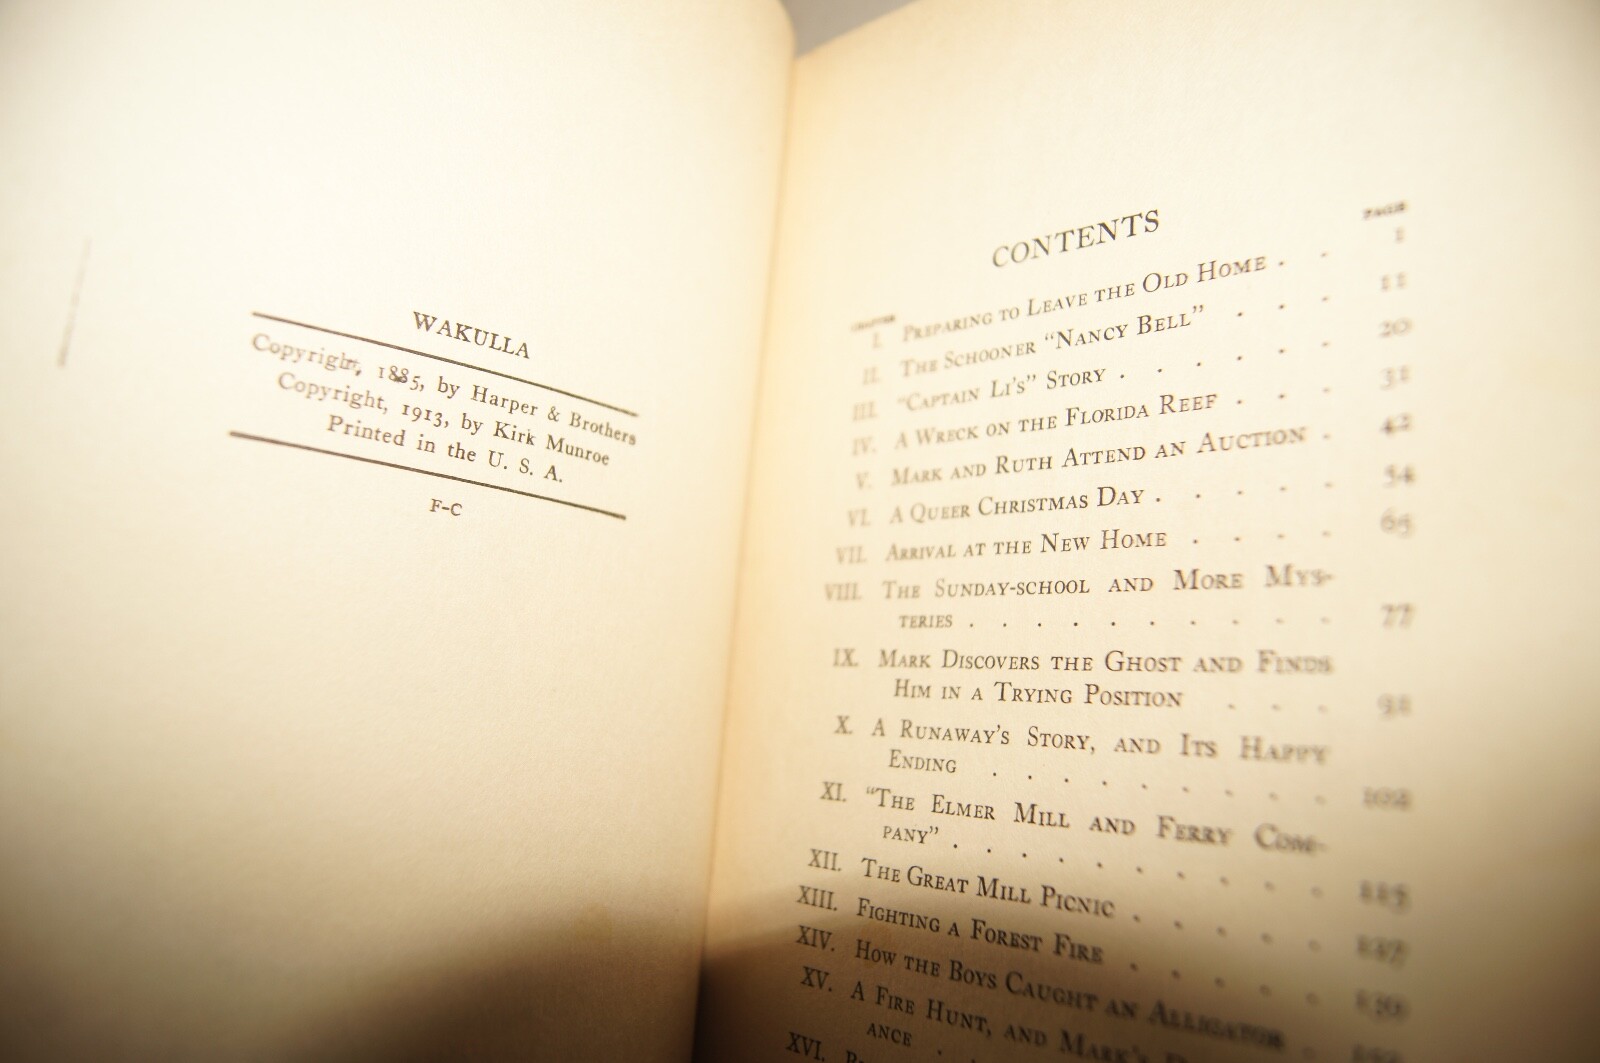 WAKULLA
Copyright, 1885, by Harper & Brothers
Copyright, 1913, by Kirk Munroe
Printed in the U. S. A.
F-C
CONTENTS
CHAPTER PAGE
I. PREPARING TO LEAVE THE OLD HOME . . 1
II. THE SCHOONER "NANCY BELL" . . . 11
III. "CAPTAIN LI'S" STORY . . . . . . 20
IV. A WRECK ON THE FLORIDA REEF . . . 31
V. MARK AND RUTH ATTEND AN AUCTION . 42
VI. A QUEER CHRISTMAS DAY . . . . . 54
VII. ARRIVAL AT THE NEW HOME . . . . 65
VIII. THE SUNDAY-SCHOOL AND MORE MYS-
TERIES . . . . . . . . . . 77
IX. MARK DISCOVERS THE GHOST AND FINDS
HIM IN A TRYING POSITION . . . 91
X. A RUNAWAY'S STORY, AND ITS HAPPY
ENDING . . . . . . . . . . 102
XI. "THE ELMER MILL AND FERRY COM-
PANY" . . . . . . . . . . . 115
XII. THE GREAT MILL PICNIC . . . . . 127
XIII. FIGHTING A FOREST FIRE . . . . . 139
XIV. HOW THE BOYS CAUGHT AN ALLIGATOR
XV. A FIRE HUNT, AND MARK'S
ANCE . .
XVI.